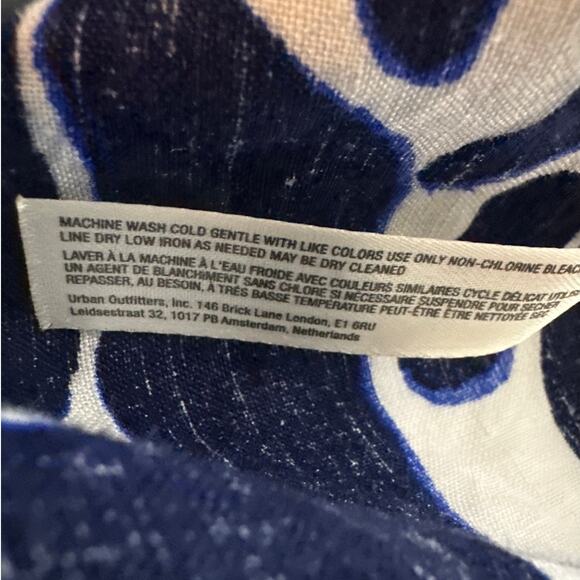 MACHINE WASH COLD GENTLE WITH LIKE COLORS USE ONLY NON-CHLORINE BLEAC
LINE DRY LOW IRON AS NEEDED MAY BE DRY CLEANED
LAVER À LA MACHINE À L'EAU FROIDE AVEC COULEURS SIMILAIRES CYCLE DÉLICAT UTILIS
UN AGENT DE BLANCHIMENT SANS CHLORE SI NÉCESSAIRE SUSPENDRE POUR SÉCHER
REPASSER, AU BESOIN, À TRÈS BASSE TEMPÉRATURE PEUT-ÊTRE ÊTRE NETTOYÉE SEC
Urban Outfitters, Inc. 146 Brick Lane London, E1 6RU
Leidsestraat 32, 1017 PB Amsterdam, Netherlands